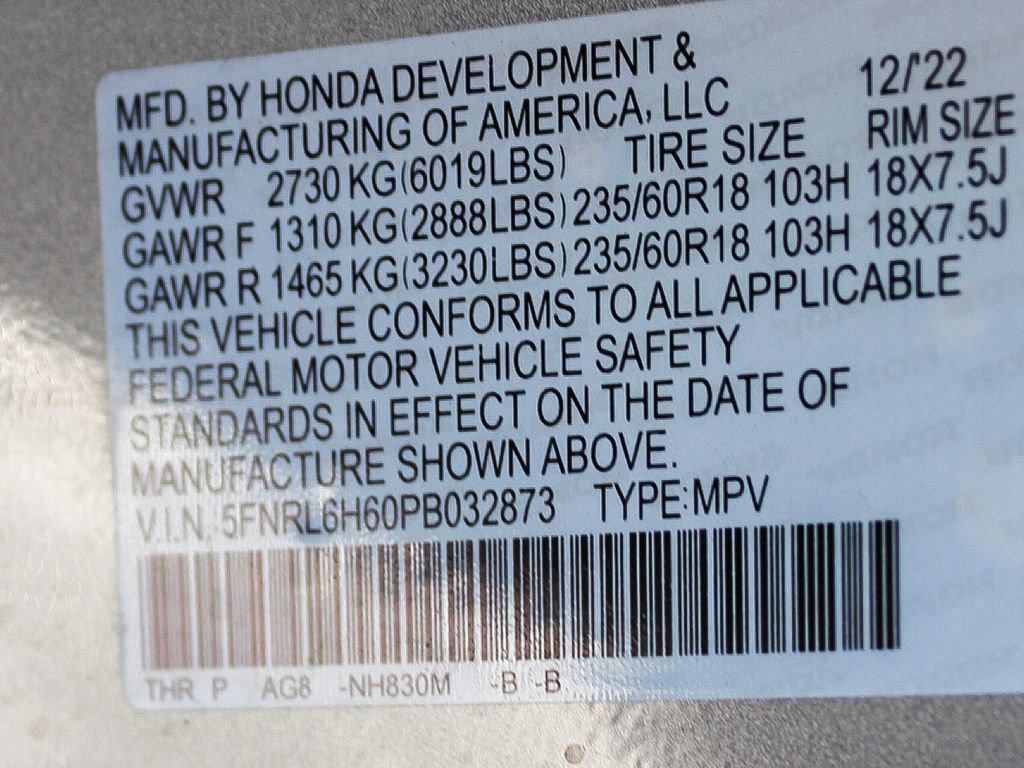 MFD. BY HONDA DEVELOPMENT &
MANUFACTURING OF AMERICA, LLC 12/'22
GVWR 2730 KG(6019LBS) TIRE SIZE RIM SIZE
GAWR F 1310 KG(2888LBS) 235/60R18 103H 18X7.5J
GAWR R 1465 KG(3230LBS) 235/60R18 103H 18X7.5J
THIS VEHICLE CONFORMS TO ALL APPLICABLE
FEDERAL MOTOR VEHICLE SAFETY
STANDARDS IN EFFECT ON THE DATE OF
MANUFACTURE SHOWN ABOVE.
V.I.N. 5FNRL6H60PB032873 TYPE:MPV
THR P AG8 -NH830M -B -B